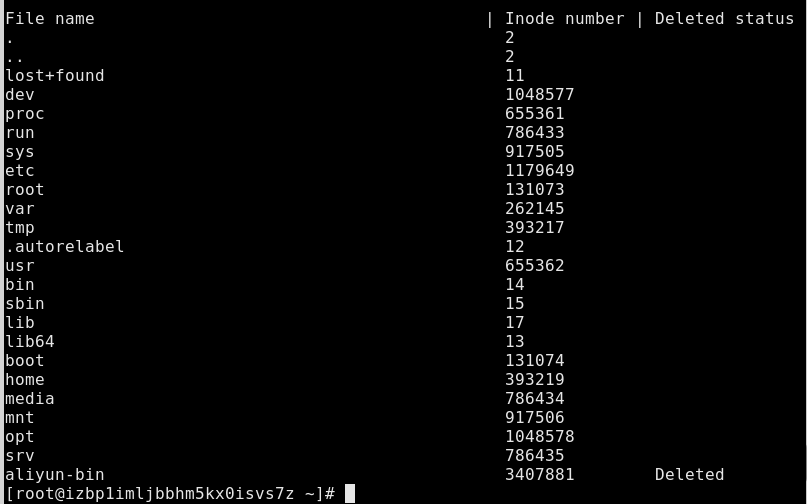 File name | Inode number | Deleted status
. 2
.. 2
lost+found 11
dev 1048577
proc 655361
run 786433
sys 917505
etc 1179649
root 131073
var 262145
tmp 393217
.autorelabel 12
usr 655362
bin 14
sbin 15
lib 17
lib64 13
boot 131074
home 393219
media 786434
mnt 917506
opt 1048578
srv 786435
aliyun-bin 3407881 Deleted
[root@izbp1imljbbhm5kx0isvs7z ~]#